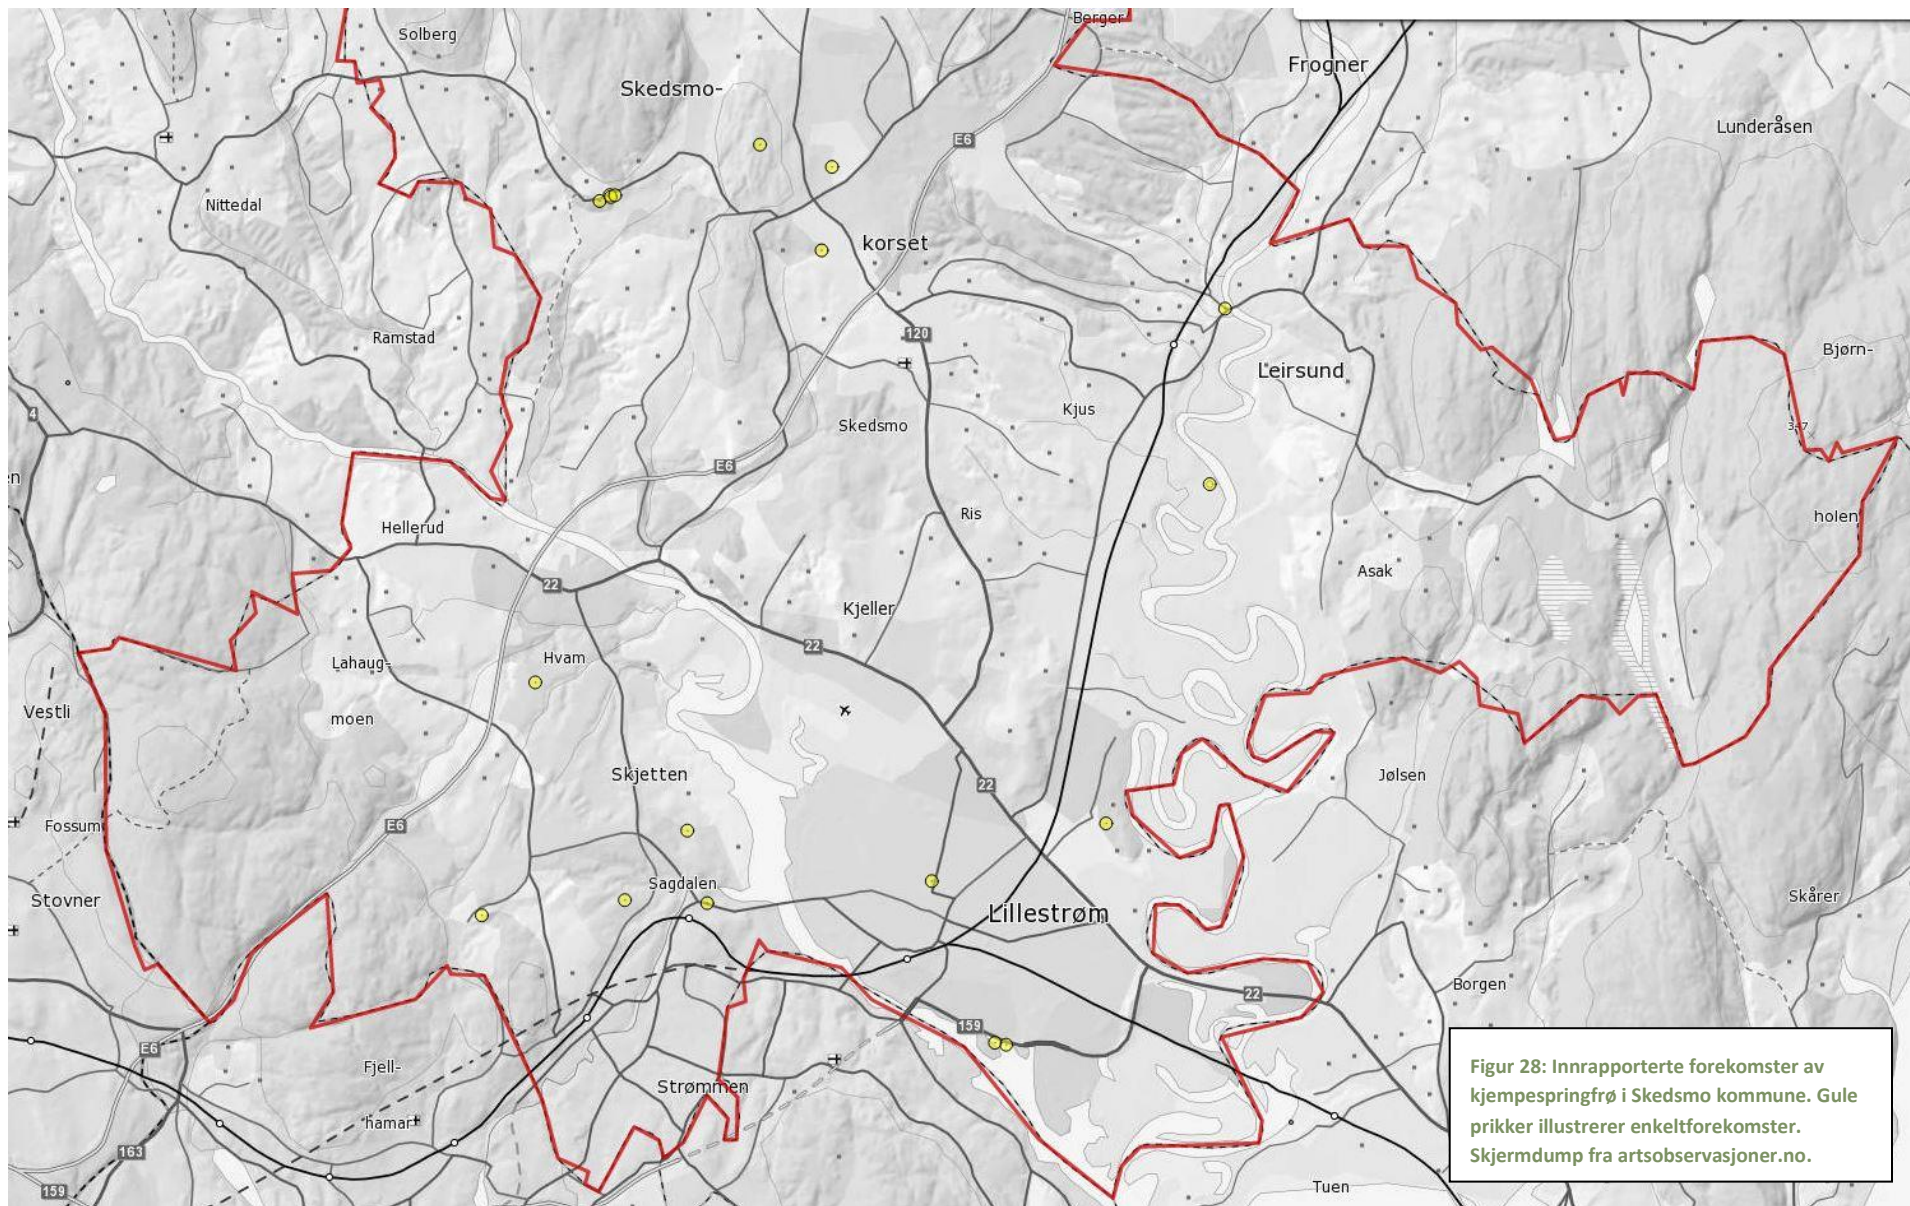 Solberg
Berger
Skedsmo-
Frogner
Lunderåsen
E6
Nittedal
korset
Ramstad
120
Leirsund
Bjørn-
4
Skedsmo
Kjus
347
E6
Hellerud
Ris
holen
22
Asak
Kjeller
22
Lahaug-
Hvam
Vestli
moen
Skjetten
22
Jølsen
Fossum
E6
Sagdalen
Stovner
Lillestrøm
Skårer
22
Borgen
159
E6
Fjell-
Strømmen
hamar
163
159
Tuen
Figur 28: Innrapporterte forekomster av
kjempespringfrø i Skedsmo kommune. Gule
prikker illustrerer enkeltforekomster.
Skjermdump fra artsobservasjoner.no.